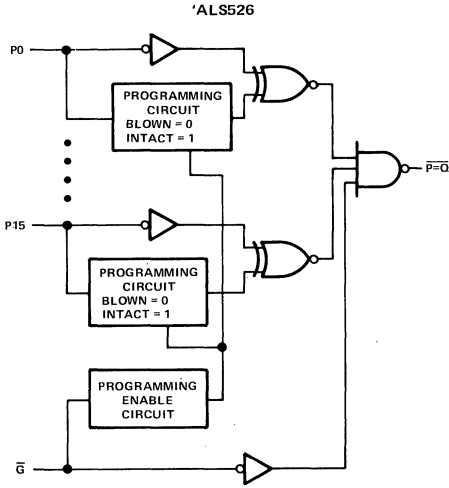 'ALS526
P0
PROGRAMMING
CIRCUIT
BLOWN = 0
INTACT = 1
P̅=̅Q̅
P15
PROGRAMMING
CIRCUIT
BLOWN = 0
INTACT = 1
PROGRAMMING
ENABLE
CIRCUIT
G̅